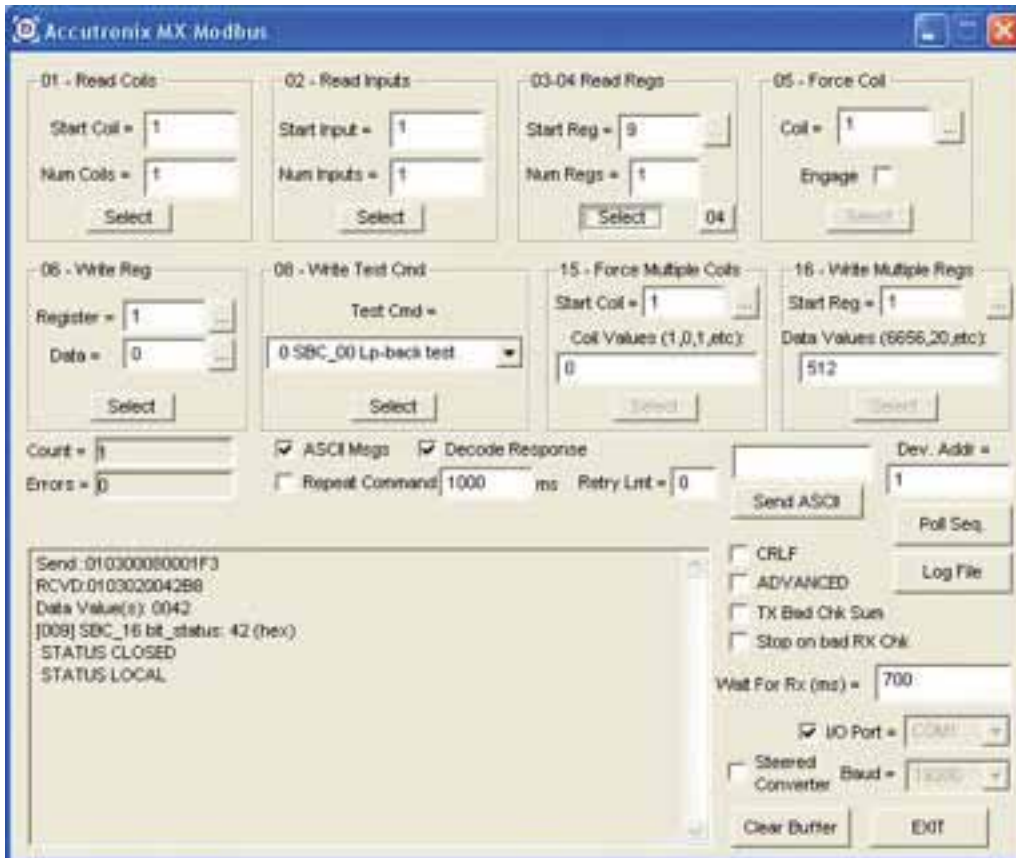 Accutronix MX Modbus
01 - Read Coils
Start Coil = 1
Num Coils = 1
Select
02 - Read Inputs
Start Input = 1
Num Inputs = 1
Select
03-04 Read Regs
Start Reg = 9 ...
Num Regs = 1
Select 04
05 - Force Coil
Coil = 1 ...
Engage
Select
06 - Write Reg
Register = 1 ...
Data = 0 ...
Select
08 - Write Test Cmd
Test Cmd =
0 SBC_00 Lp-back test
Select
15 - Force Multiple Coils
Start Coil = 1 ...
Coil Values (1,0,1,etc):
0
Select
16 - Write Multiple Regs
Start Reg = 1 ...
Data Values (6656,20,etc):
512
Select
Count = 1
Errors = 0
ASCII Msgs Decode Response
Repeat Command 1000 ms Retry Lmt = 0
Send ASCII
Dev. Addr =
1
Poll Seq.
Log File
Send :010300080001F3
RCVD:0103020042B8
Data Value(s): 0042
[009] SBC_16 bit_status: 42 (hex)
STATUS CLOSED
STATUS LOCAL
CRLF
ADVANCED
TX Bad Chk Sum
Stop on bad RX Chk
Wait For Rx (ms) = 700
I/O Port = COM1
Steered Converter Baud = 19200
Clear Buffer EXIT